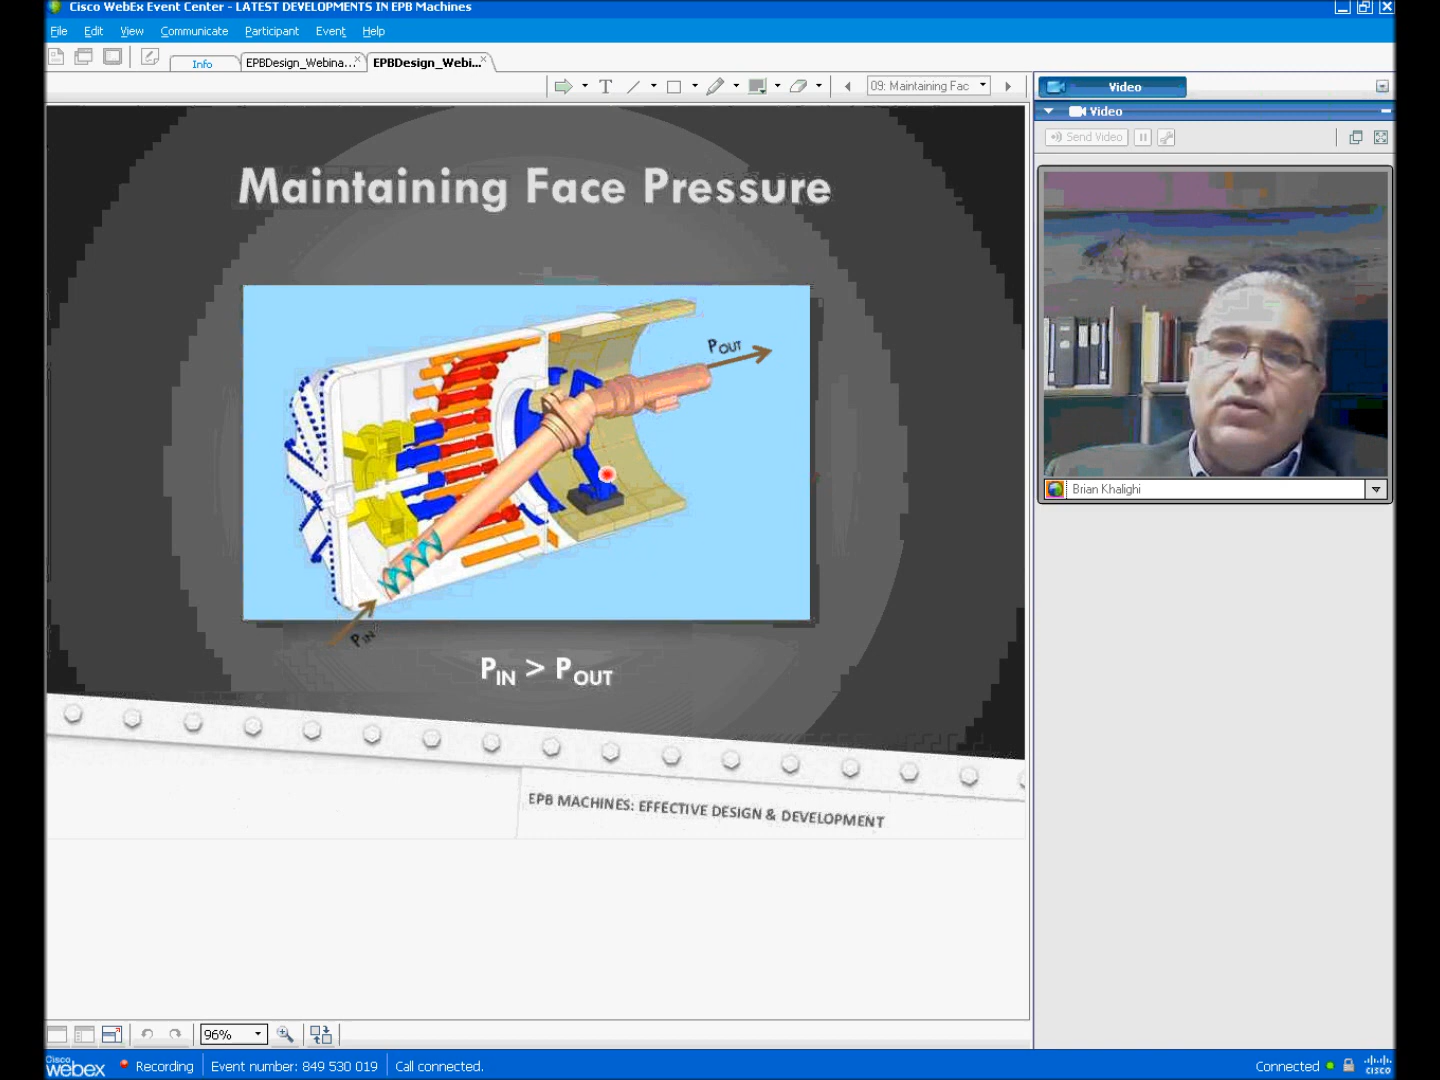 Cisco WebEx Event Center - LATEST DEVELOPMENTS IN EPB Machines
File Edit View Communicate Participant Event Help
Info EPBDesign_Webina... EPBDesign_Webi...
T 09: Maintaining Fac
Video
Video
Send Video
Maintaining Face Pressure
POUT
PIN
PIN > POUT
Brian Khalighi
EPB MACHINES: EFFECTIVE DESIGN & DEVELOPMENT
96%
Cisco webex Recording Event number: 849 530 019 Call connected. Connected CISCO